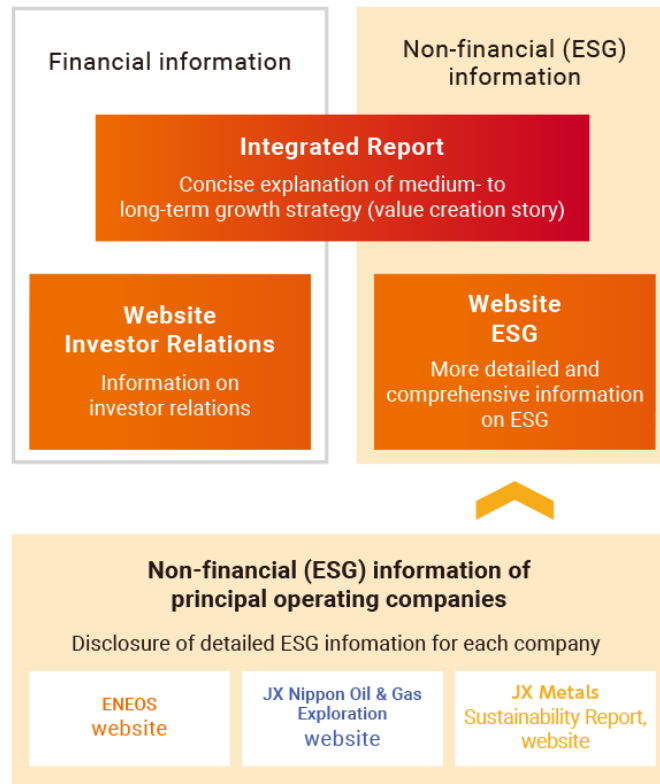 Financial information
Non-financial (ESG)
information
Integrated Report
Concise explanation of medium- to
long-term growth strategy (value creation story)
Website
Investor Relations
Information on
investor relations
Website
ESG
More detailed and
comprehensive information
on ESG
Non-financial (ESG) information of
principal operating companies
Disclosure of detailed ESG infomation for each company
ENEOS
website
JX Nippon Oil & Gas
Exploration
website
JX Metals
Sustainability Report,
website